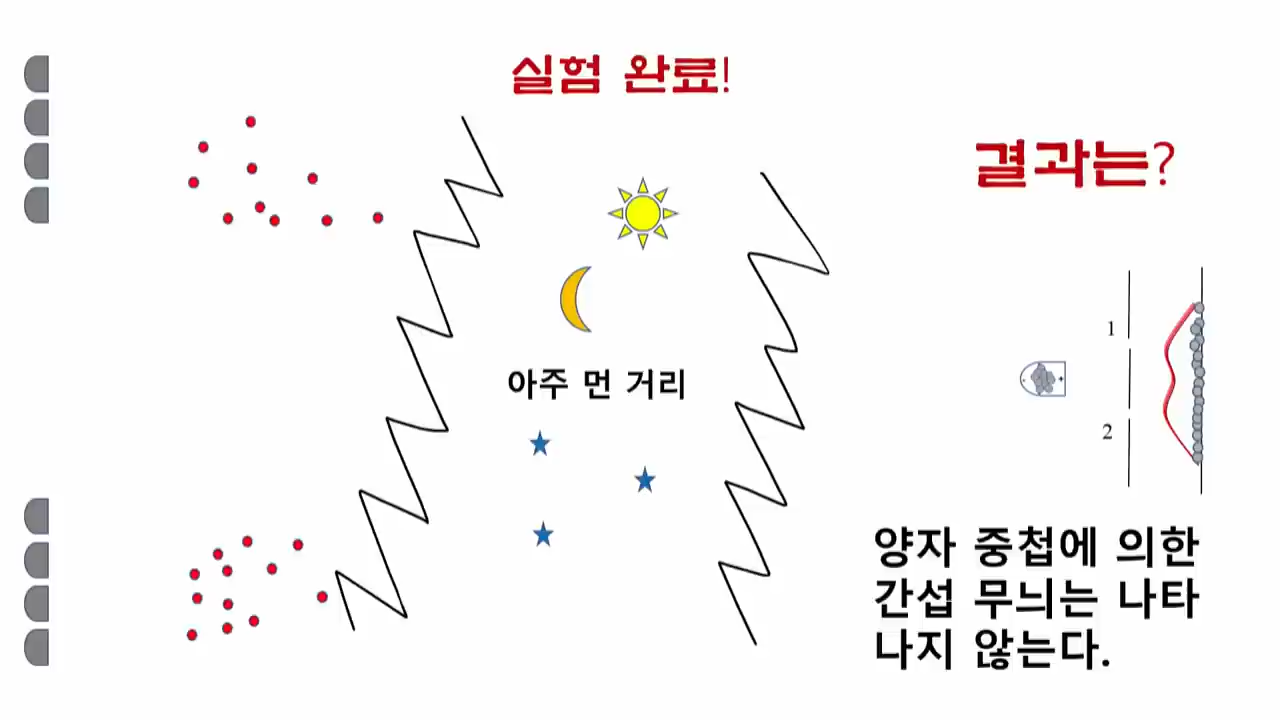 실험 완료!
결과는?
1
아주 먼 거리
2
양자 중첩에 의한
간섭 무늬는 나타
나지 않는다.